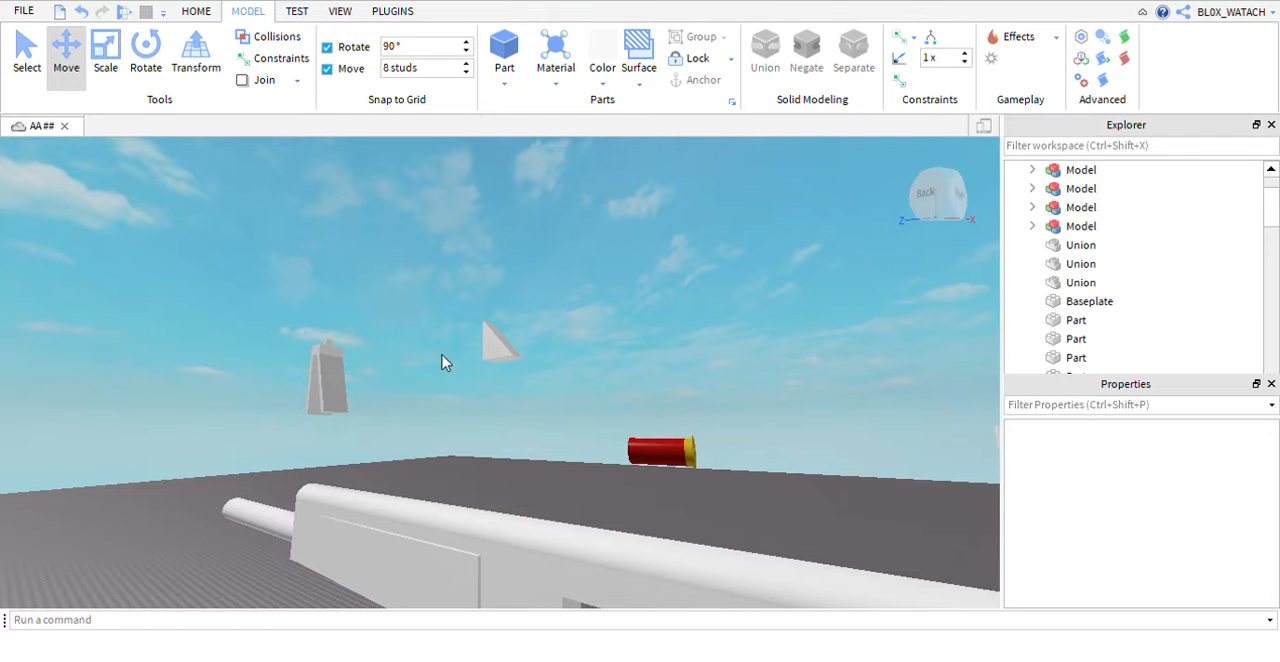 FILE HOME MODEL TEST VIEW PLUGINS BL0X_WATACH
Select Move Scale Rotate Transform
Collisions
Constraints
Join
Tools
Rotate 90°
Move 8 studs
Snap to Grid
Part Material Color Surface
Group
Lock
Anchor
Parts
Union Negate Separate
Solid Modeling
1 x
Constraints
Effects
Gameplay
Advanced
AA##
Back
Z
X
Explorer
Filter workspace (Ctrl+Shift+X)
Model
Model
Model
Model
Union
Union
Union
Baseplate
Part
Part
Part
Properties
Filter Properties (Ctrl+Shift+P)
Run a command